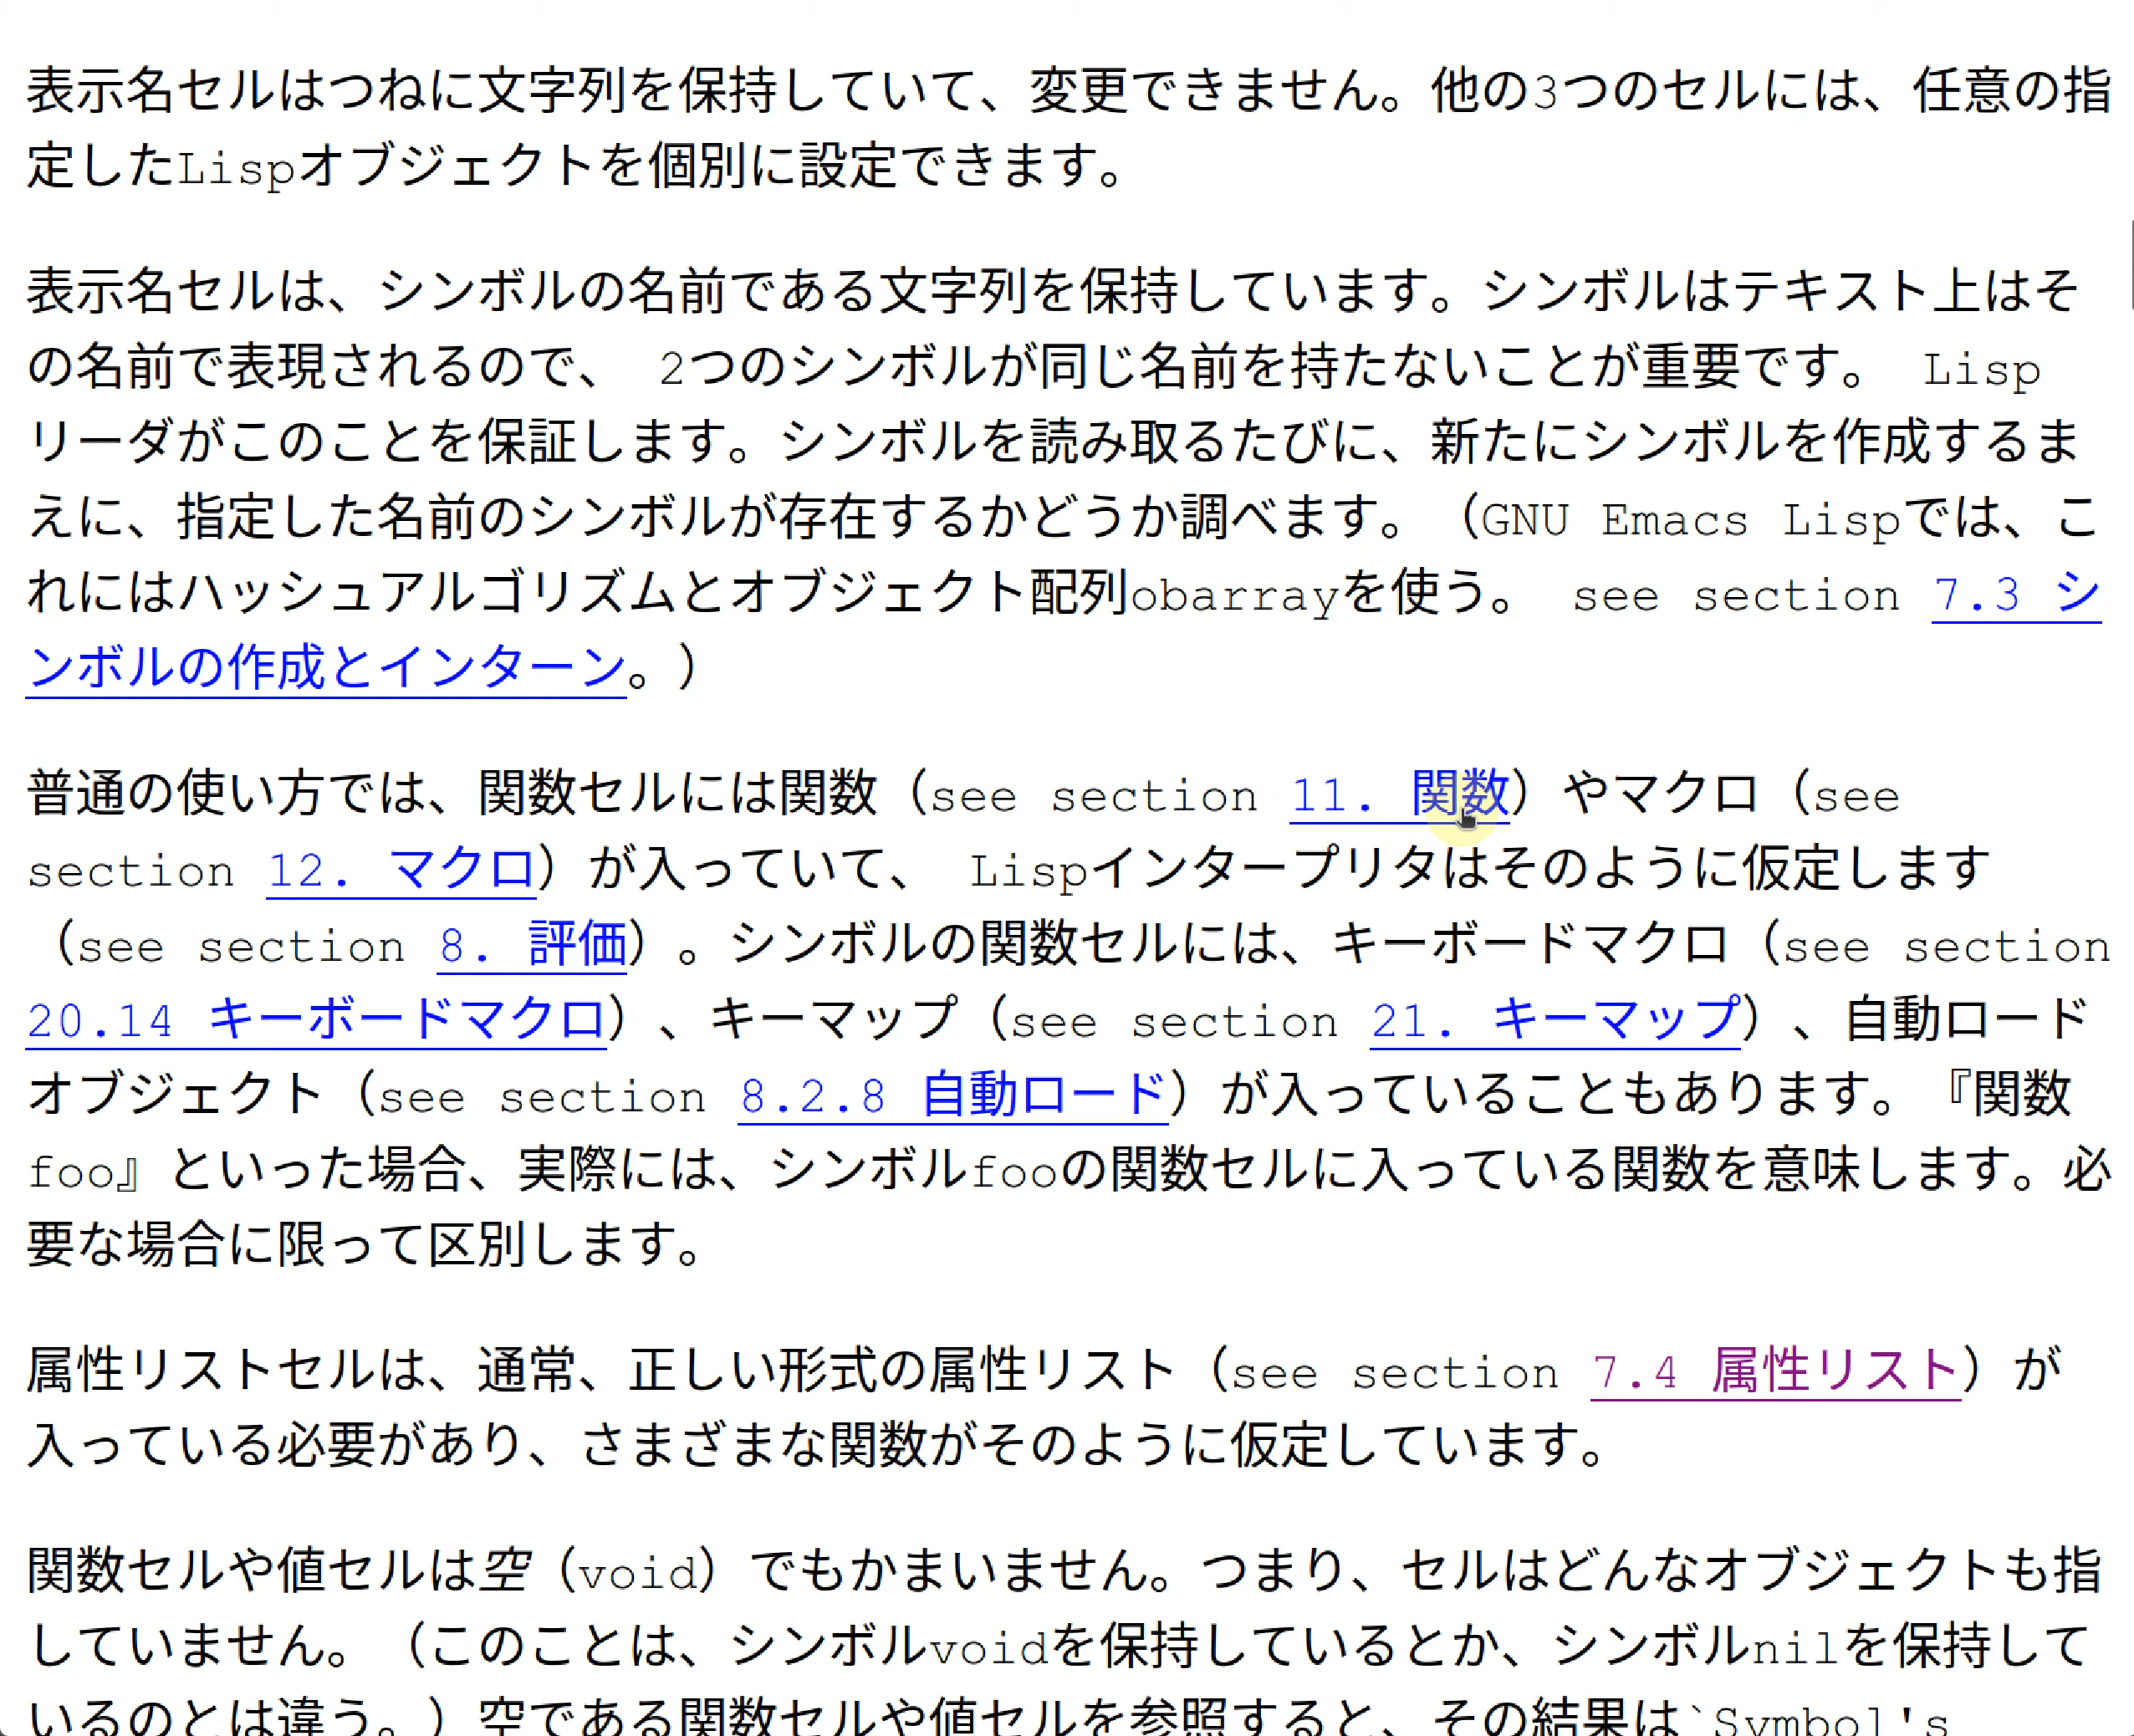 表示名セルはつねに文字列を保持していて、変更できません。他の3つのセルには、任意の指
定したLispオブジェクトを個別に設定できます。
表示名セルは、シンボルの名前である文字列を保持しています。シンボルはテキスト上はそ
の名前で表現されるので、 2つのシンボルが同じ名前を持たないことが重要です。 Lisp
リーダがこのことを保証します。シンボルを読み取るたびに、新たにシンボルを作成するま
えに、指定した名前のシンボルが存在するかどうか調べます。（GNU Emacs Lispでは、こ
れにはハッシュアルゴリズムとオブジェクト配列obarrayを使う。 see section 7.3 シ
ンボルの作成とインターン。）
普通の使い方では、関数セルには関数（see section 11. 関数）やマクロ（see
section 12. マクロ）が入っていて、 Lispインタープリタはそのように仮定します
（see section 8. 評価）。シンボルの関数セルには、キーボードマクロ（see section
20.14 キーボードマクロ）、キーマップ（see section 21. キーマップ）、自動ロード
オブジェクト（see section 8.2.8 自動ロード）が入っていることもあります。『関数
foo』といった場合、実際には、シンボルfooの関数セルに入っている関数を意味します。必
要な場合に限って区別します。
属性リストセルは、通常、正しい形式の属性リスト（see section 7.4 属性リスト）が
入っている必要があり、さまざまな関数がそのように仮定しています。
関数セルや値セルは空（void）でもかまいません。つまり、セルはどんなオブジェクトも指
していません。（このことは、シンボルvoidを保持しているとか、シンボルnilを保持して
いるのとは違う。）空である関数セルや値セルを参照すると、その結果は`Symbol's